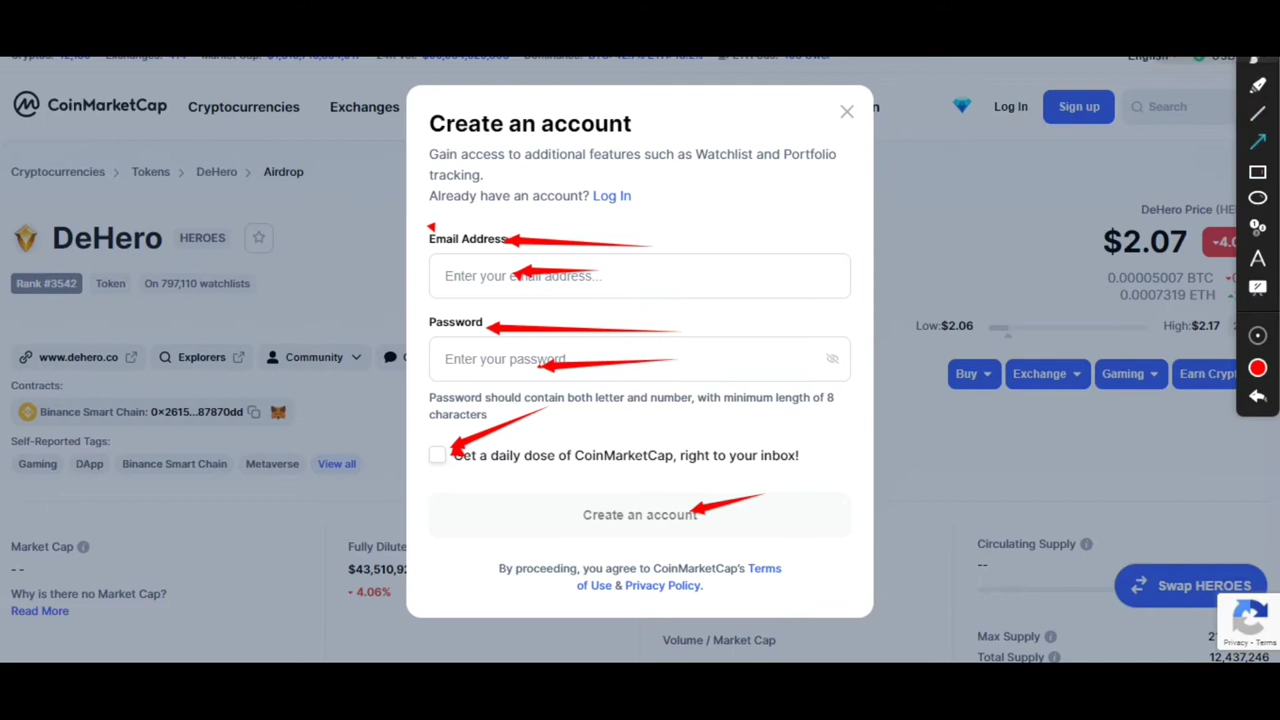 English
CoinMarketCap
Cryptocurrencies
Exchanges
Log In
Sign up
Search
Cryptocurrencies > Tokens > DeHero > Airdrop
DeHero HEROES
Rank #3542
Token
On 797,110 watchlists
www.dehero.co
Explorers
Community
Contracts:
Binance Smart Chain: 0x2615...87870dd
Self-Reported Tags:
Gaming
DApp
Binance Smart Chain
Metaverse
View all
Market Cap
- -
Why is there no Market Cap?
Read More
Fully Dilute
$43,510,92
4.06%
Create an account
Gain access to additional features such as Watchlist and Portfolio
tracking.
Already have an account? Log In
Email Address
Enter your email address...
Password
Enter your password
Password should contain both letter and number, with minimum length of 8
characters
Get a daily dose of CoinMarketCap, right to your inbox!
Create an account
By proceeding, you agree to CoinMarketCap's Terms
of Use & Privacy Policy.
Volume / Market Cap
DeHero Price (HE
$2.07
0.00005007 BTC
0.0007319 ETH
Low:$2.06
High:$2.17
Buy
Exchange
Gaming
Earn Cryp
Circulating Supply
--
Swap HEROES
Max Supply
Total Supply
12,437,246
Privacy - Terms